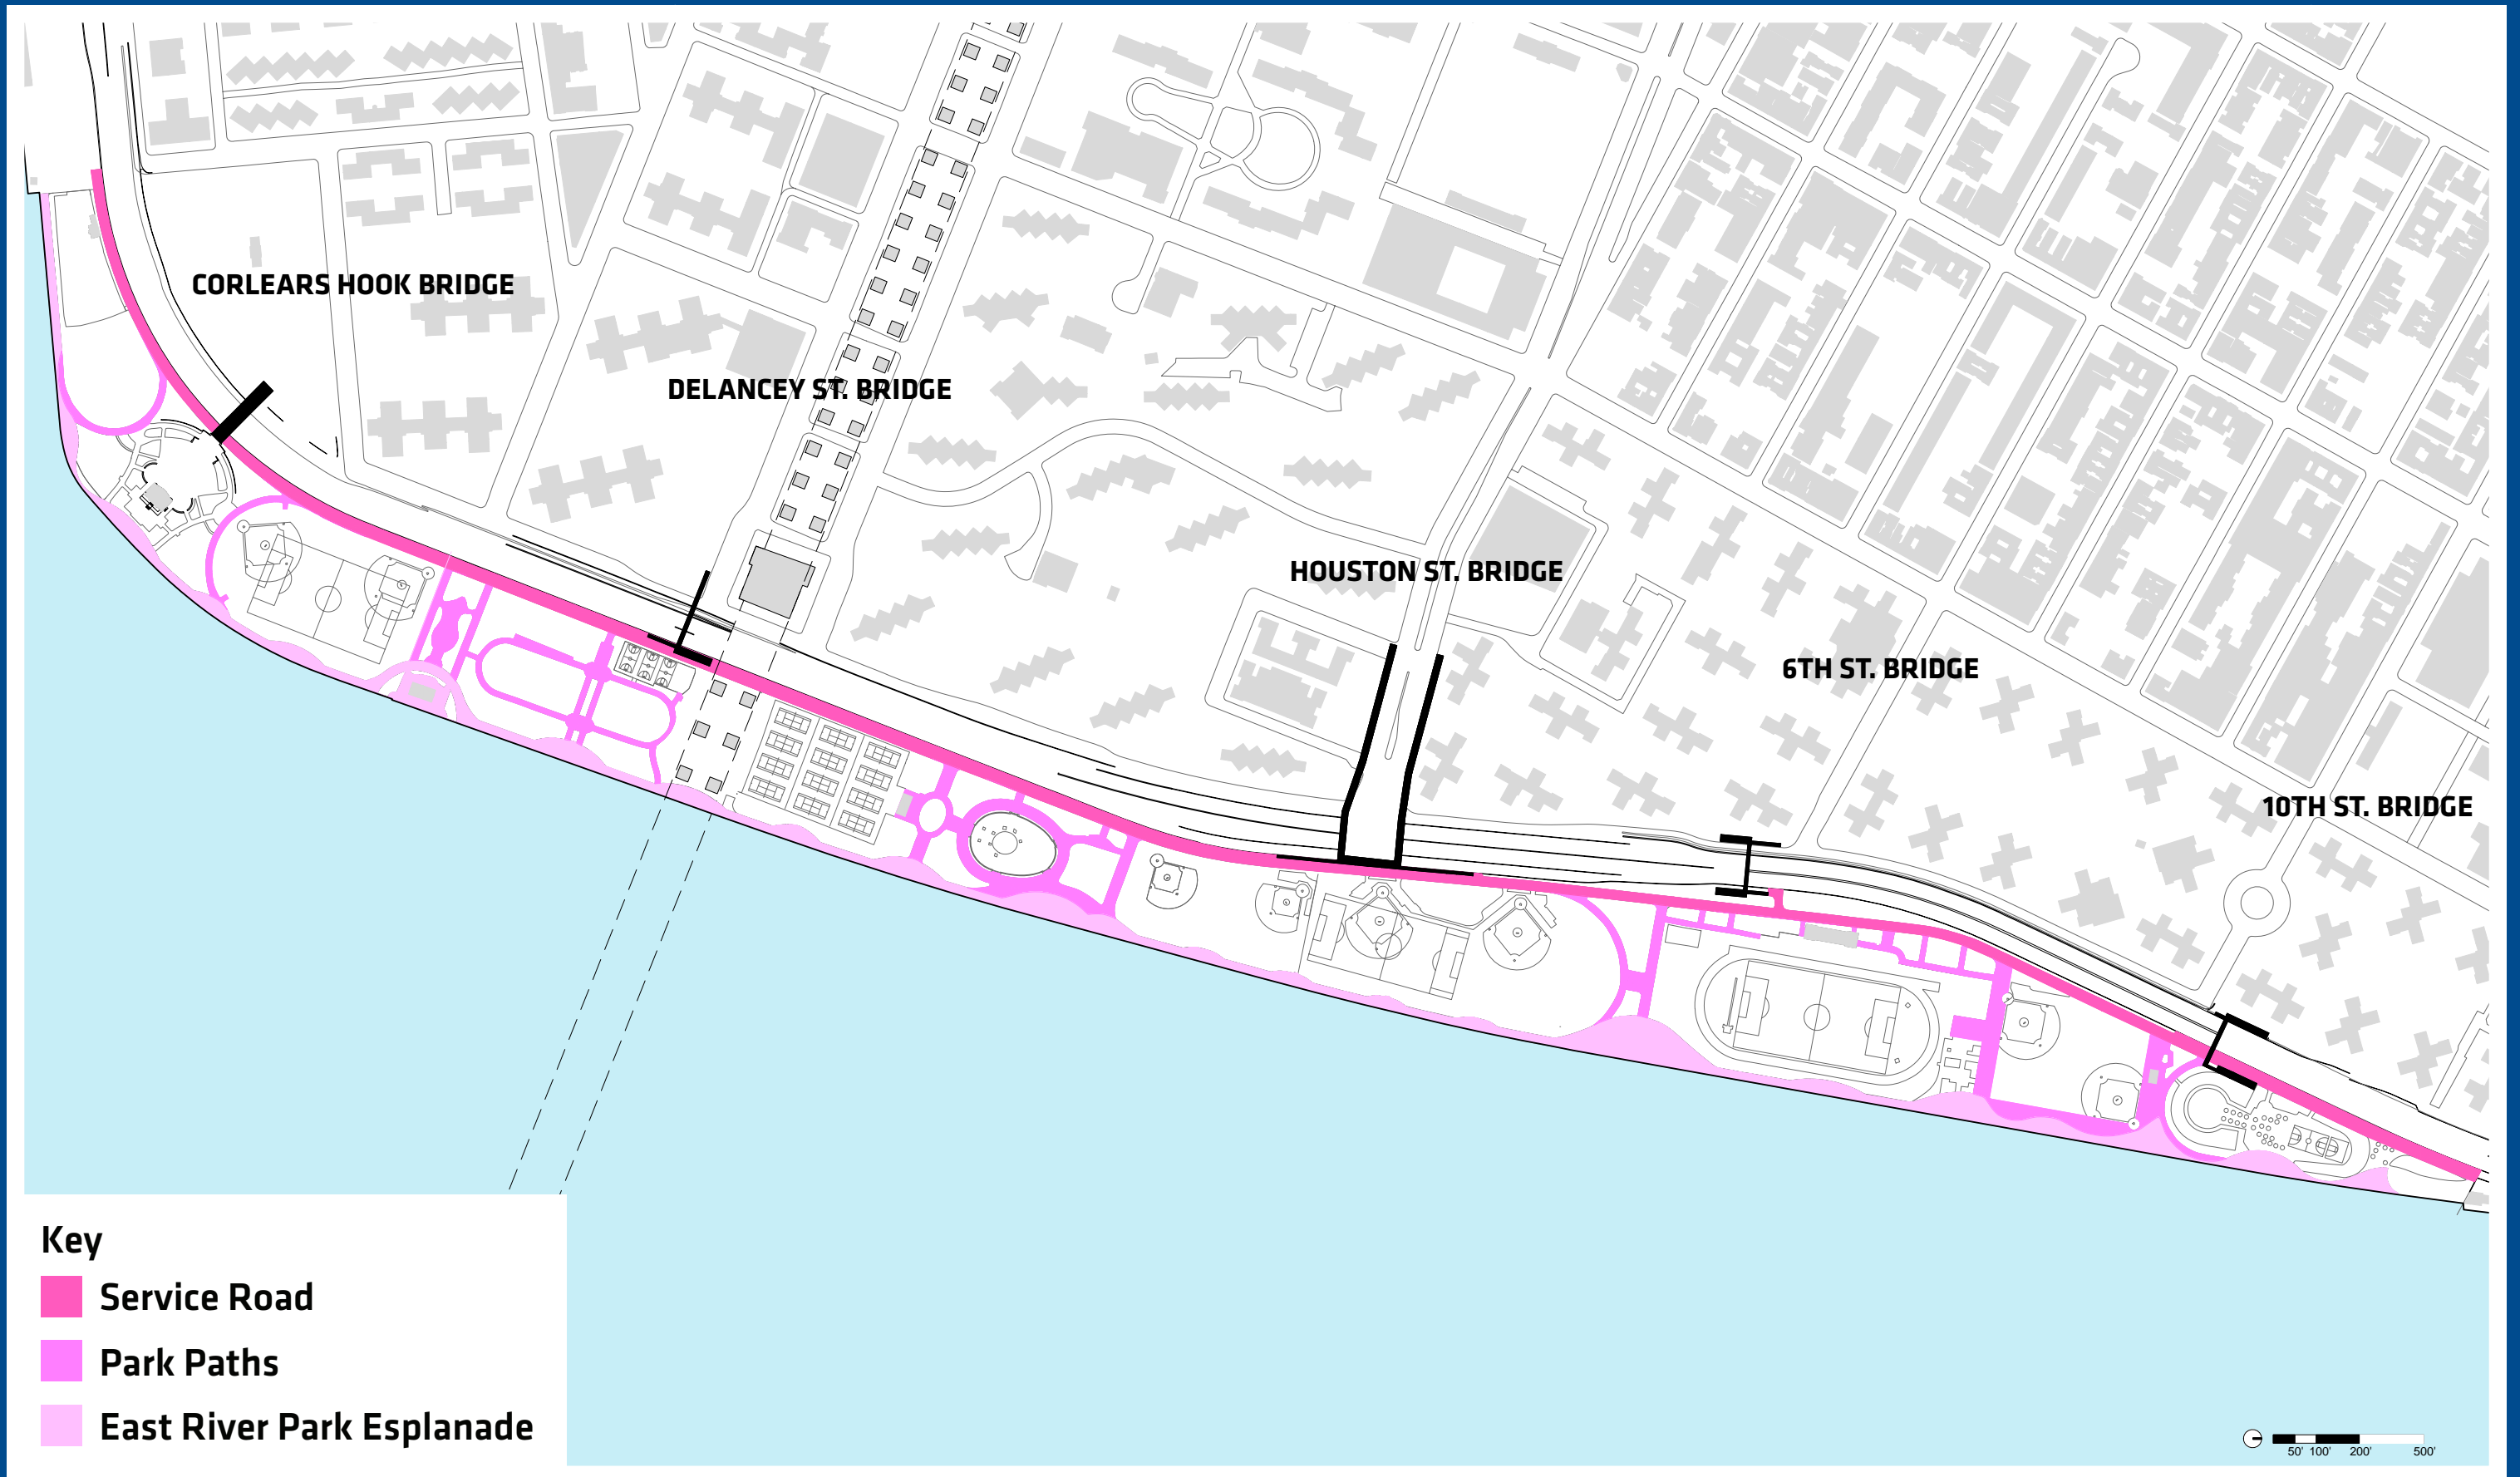 CORLEARS HOOK BRIDGE
DELANCEY ST. BRIDGE
HOUSTON ST. BRIDGE
6TH ST. BRIDGE
10TH ST. BRIDGE
Key
Service Road
Park Paths
East River Park Esplanade
50' 100' 200' 500'